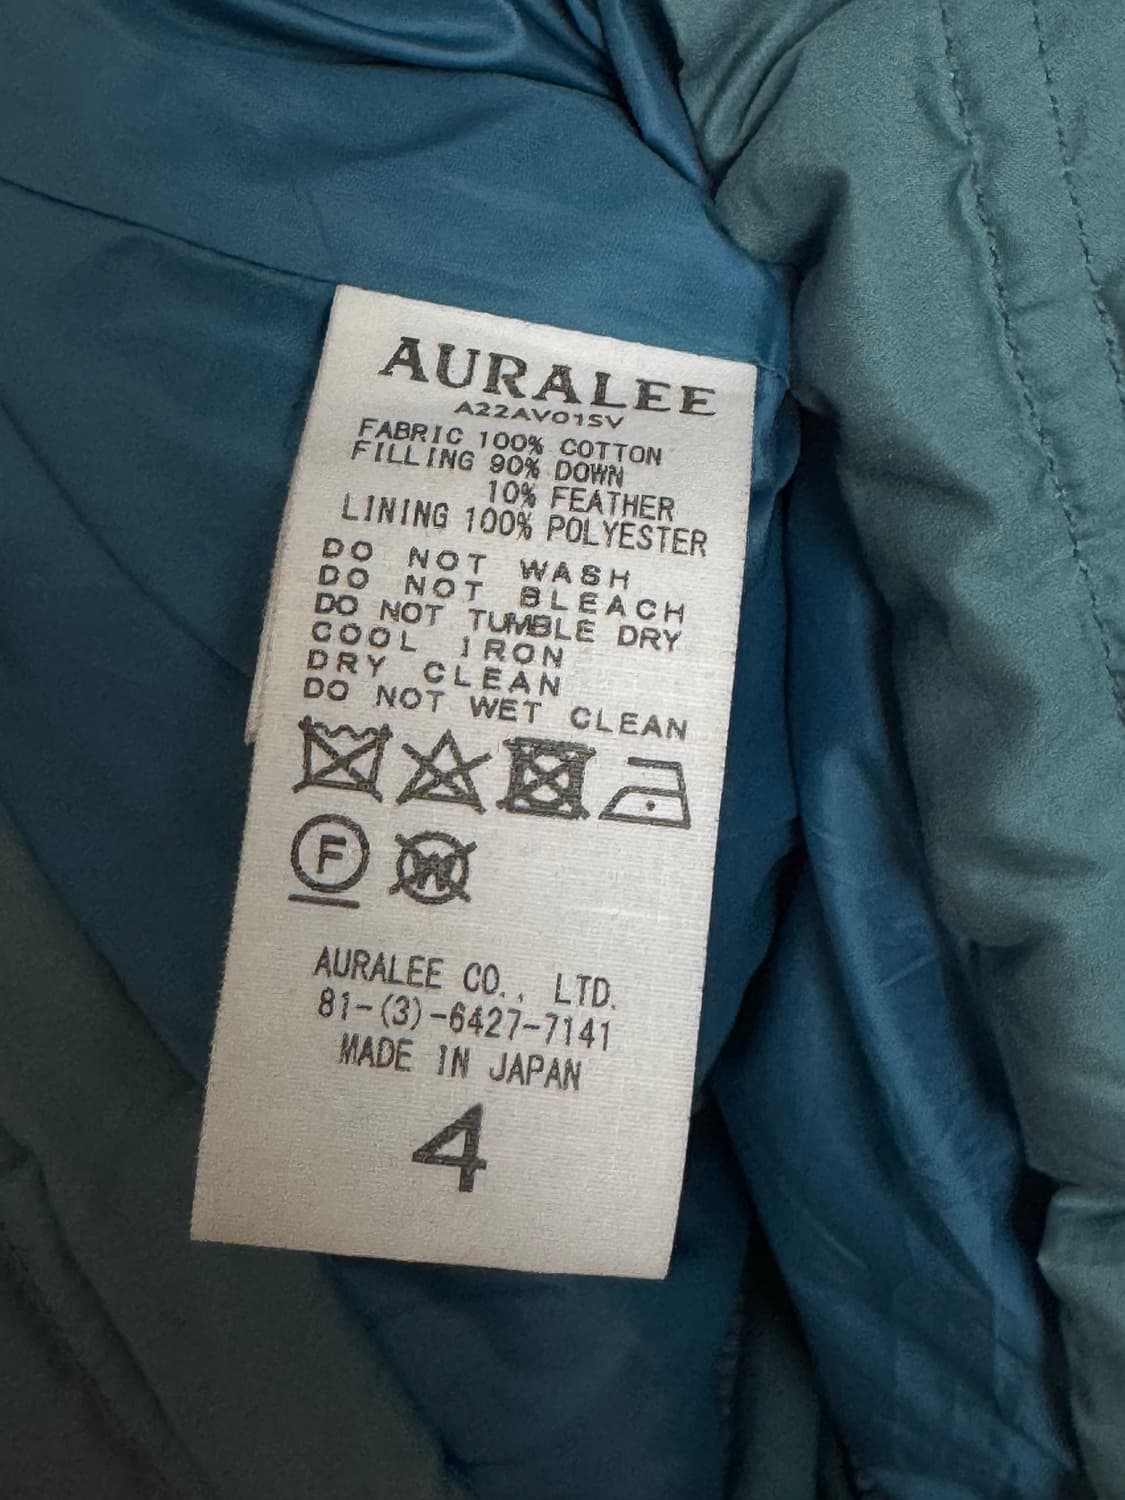 AURALEE
A22AV01SV
FABRIC 100% COTTON
FILLING 90% DOWN
10% FEATHER
LINING 100% POLYESTER
DO NOT WASH
DO NOT BLEACH
DO NOT TUMBLE DRY
COOL IRON
DRY CLEAN
DO NOT WET CLEAN
F W
AURALEE CO., LTD.
81-(3)-6427-7141
MADE IN JAPAN
4